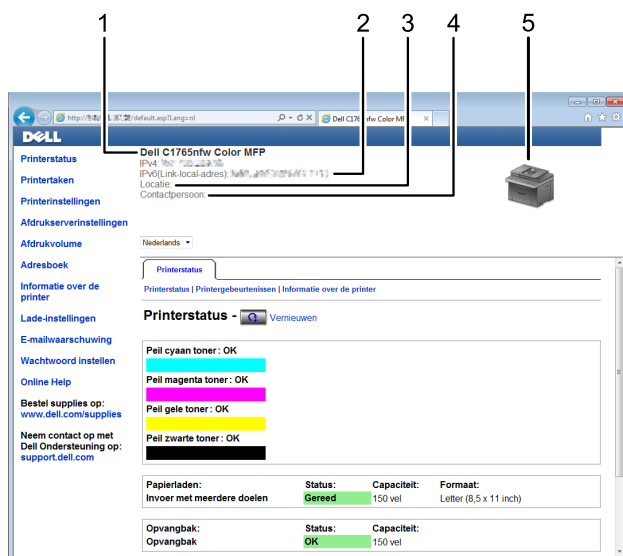 1 2 3 4 5
/default.asp?Lang=nl
Dell C1765nfw Color MF
DELL
Dell C1765nfw Color MFP
IPv4:
IPv6(Link-local-adres):
Locatie:
Contactpersoon:
Printerstatus
Printertaken
Printerinstellingen
Afdrukserverinstellingen
Afdrukvolume
Adresboek
Informatie over de
printer
Lade-instellingen
E-mailwaarschuwing
Wachtwoord instellen
Online Help
Bestel supplies op:
www.dell.com/supplies
Neem contact op met
Dell Ondersteuning op:
support.dell.com
Nederlands
Printerstatus
Printerstatus | Printergebeurtenissen | Informatie over de printer
Printerstatus - Vernieuwen
Peil cyaan toner: OK
Peil magenta toner: OK
Peil gele toner: OK
Peil zwarte toner: OK
Papierladen: Status: Capaciteit: Formaat:
Invoer met meerdere doelen Gereed 150 vel Letter (8,5 x 11 inch)
Opvangbak: Status: Capaciteit:
Opvangbak OK 150 vel